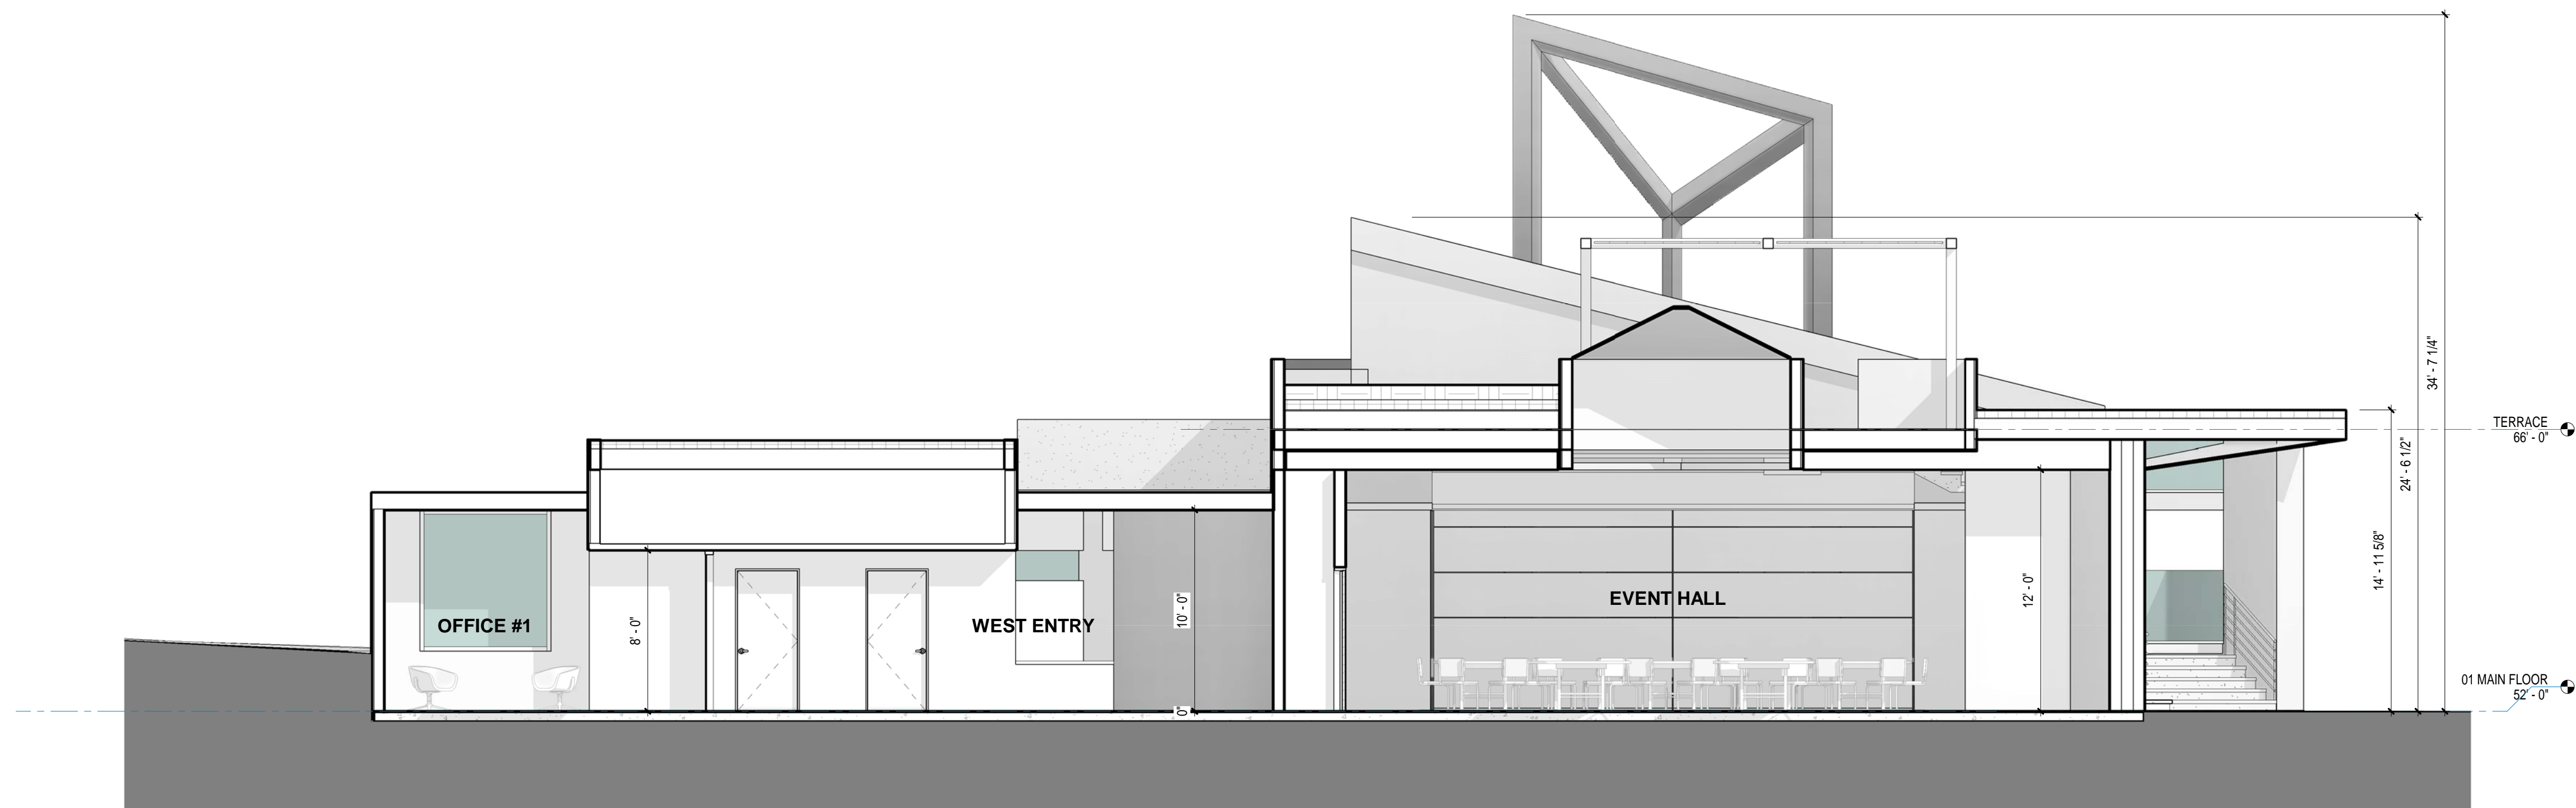 34' - 7 1/4"
24' - 6 1/2"
14' - 11 5/8"
TERRACE
66' - 0"
OFFICE #1
8' - 0"
WEST ENTRY
10' - 0"
0"
EVENT HALL
12' - 0"
01 MAIN FLOOR
52' - 0"